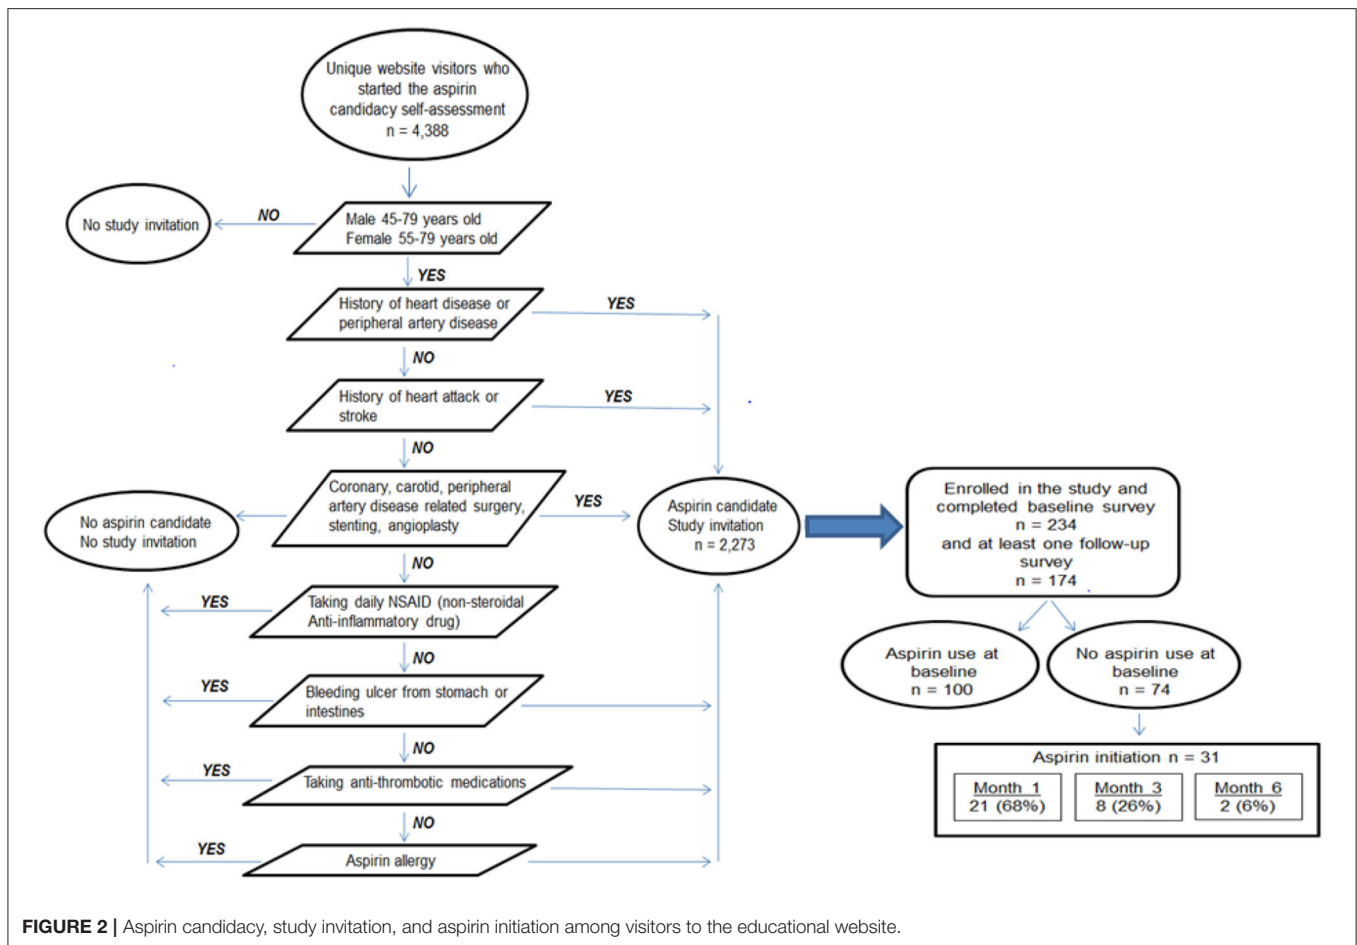 Unique website visitors who
started the aspirin
candidacy self-assessment
n = 4,388
No study invitation
NO
Male 45-79 years old
Female 55-79 years old
YES
History of heart disease or
peripheral artery disease
YES
NO
History of heart attack or
stroke
YES
NO
No aspirin candidate
No study invitation
Coronary, carotid, peripheral
artery disease related surgery,
stenting, angioplasty
YES
Aspirin candidate
Study invitation
n = 2,273
NO
YES
Taking daily NSAID (non-steroidal
Anti-inflammatory drug)
NO
YES
Bleeding ulcer from stomach or
intestines
NO
YES
Taking anti-thrombotic medications
NO
YES
Aspirin allergy
Enrolled in the study and
completed baseline survey
n = 234
and at least one follow-up
survey
n = 174
Aspirin use at
baseline
n = 100
No aspirin use at
baseline
n = 74
Aspirin initiation n = 31
Month 1
21 (68%)
Month 3
8 (26%)
Month 6
2 (6%)
FIGURE 2 | Aspirin candidacy, study invitation, and aspirin initiation among visitors to the educational website.